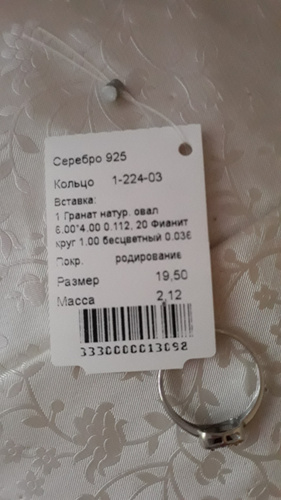 Серебро 925
Кольцо 1-224-03
Вставка:
1 Гранат натур. овал
6.00*4.00 0.112, 20 Фианит
круг 1.00 бесцветный 0.036
Покр. родирование
Размер 19,50
Масса 2,12
3330000013092